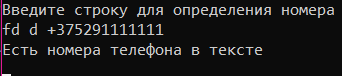 Введите строку для определения номера
fd d +375291111111
Есть номера телефона в тексте